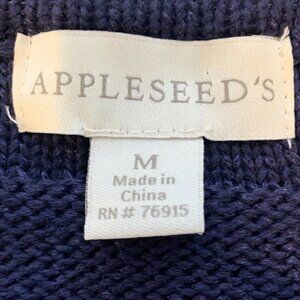 APPLESEED'S
M
Made in
China
RN# 76915